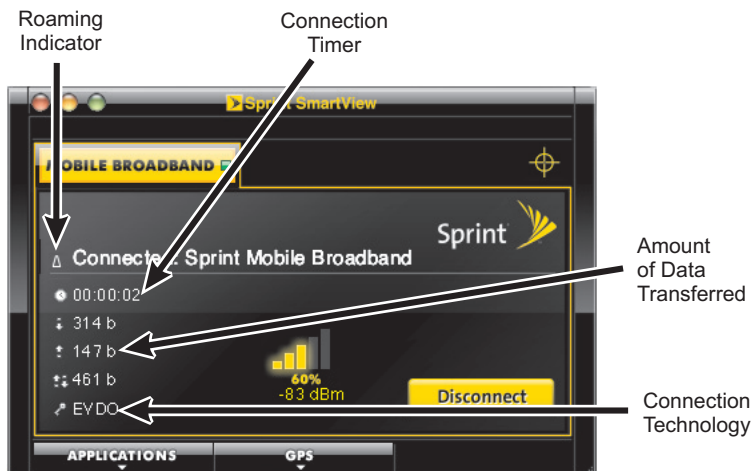 Roaming
Indicator
Connection
Timer
Sprint SmartView
MOBILE BROADBAND
Sprint
Connected: Sprint Mobile Broadband
00:00:02
314 b
147 b
461 b
EVDO
60%
-83 dBm
Disconnect
Amount
of Data
Transferred
Connection
Technology
APPLICATIONS
GPS